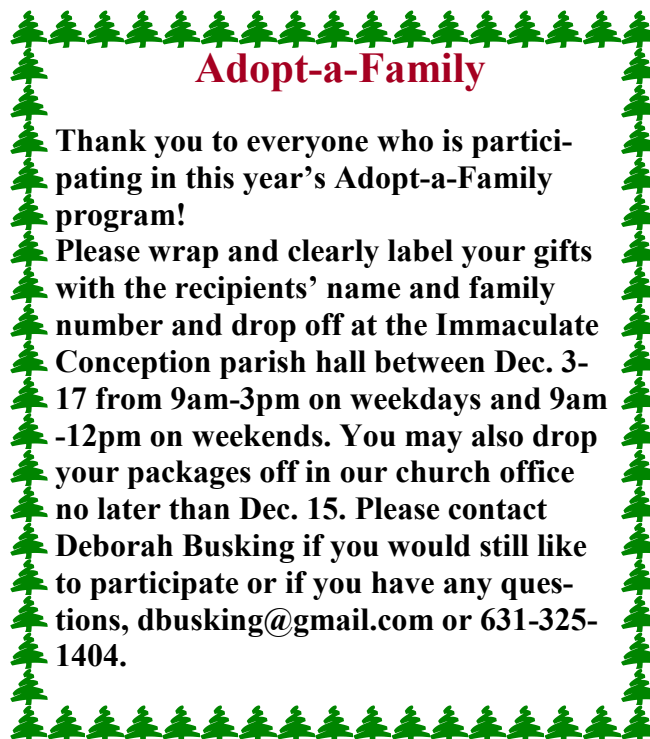 Adopt-a-Family
Thank you to everyone who is partici-
pating in this year’s Adopt-a-Family
program!
Please wrap and clearly label your gifts
with the recipients’ name and family
number and drop off at the Immaculate
Conception parish hall between Dec. 3-
17 from 9am-3pm on weekdays and 9am
-12pm on weekends. You may also drop
your packages off in our church office
no later than Dec. 15. Please contact
Deborah Busking if you would still like
to participate or if you have any ques-
tions, dbusking@gmail.com or 631-325-
1404.